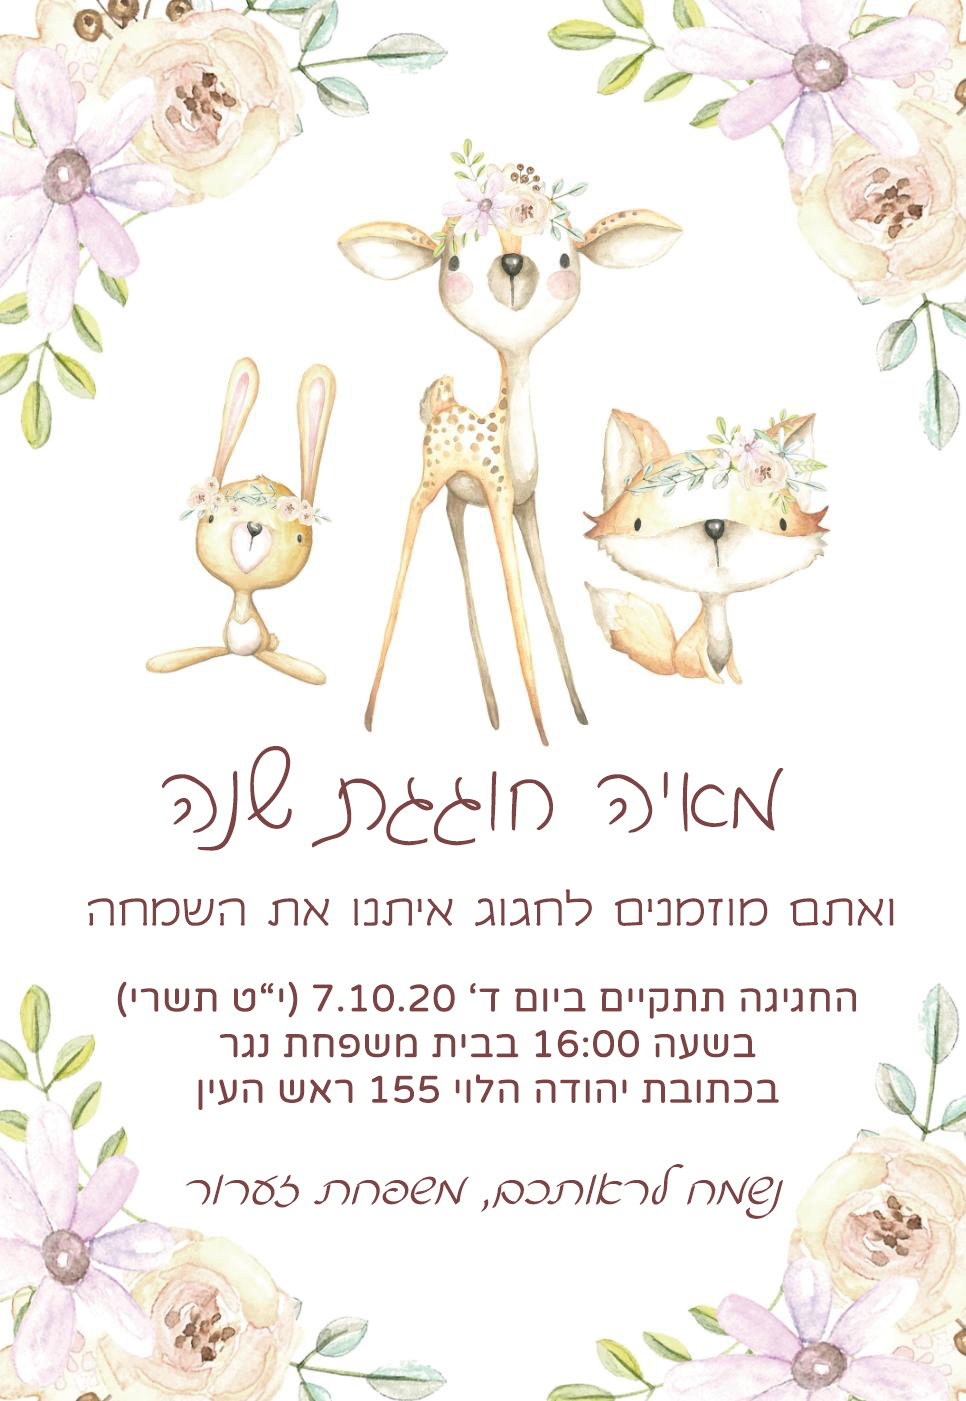 מאיה חוגגת שנה
ואתם מוזמנים לחגוג איתנו את השמחה
החגיגה תתקיים ביום ד‘ 7.10.20 (י“ט תשרי)
בשעה 16:00 בבית משפחת נגר
בכתובת יהודה הלוי 155 ראש העין
נשמח לראותכם, משפחת זערור